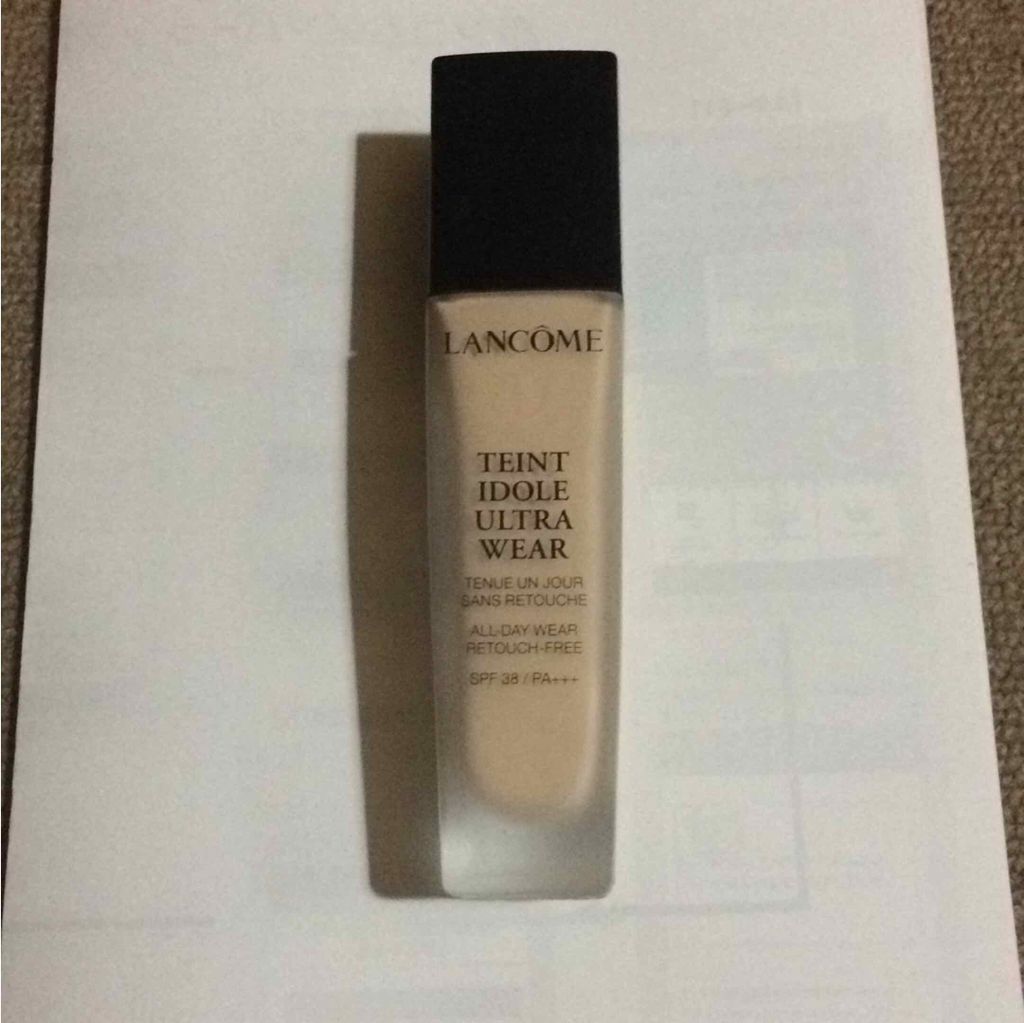 LANCÔME
TEINT
IDOLE
ULTRA
WEAR
TENUE UN JOUR
SANS RETOUCHE
ALL-DAY WEAR
RETOUCH-FREE
SPF 38 / PA+++